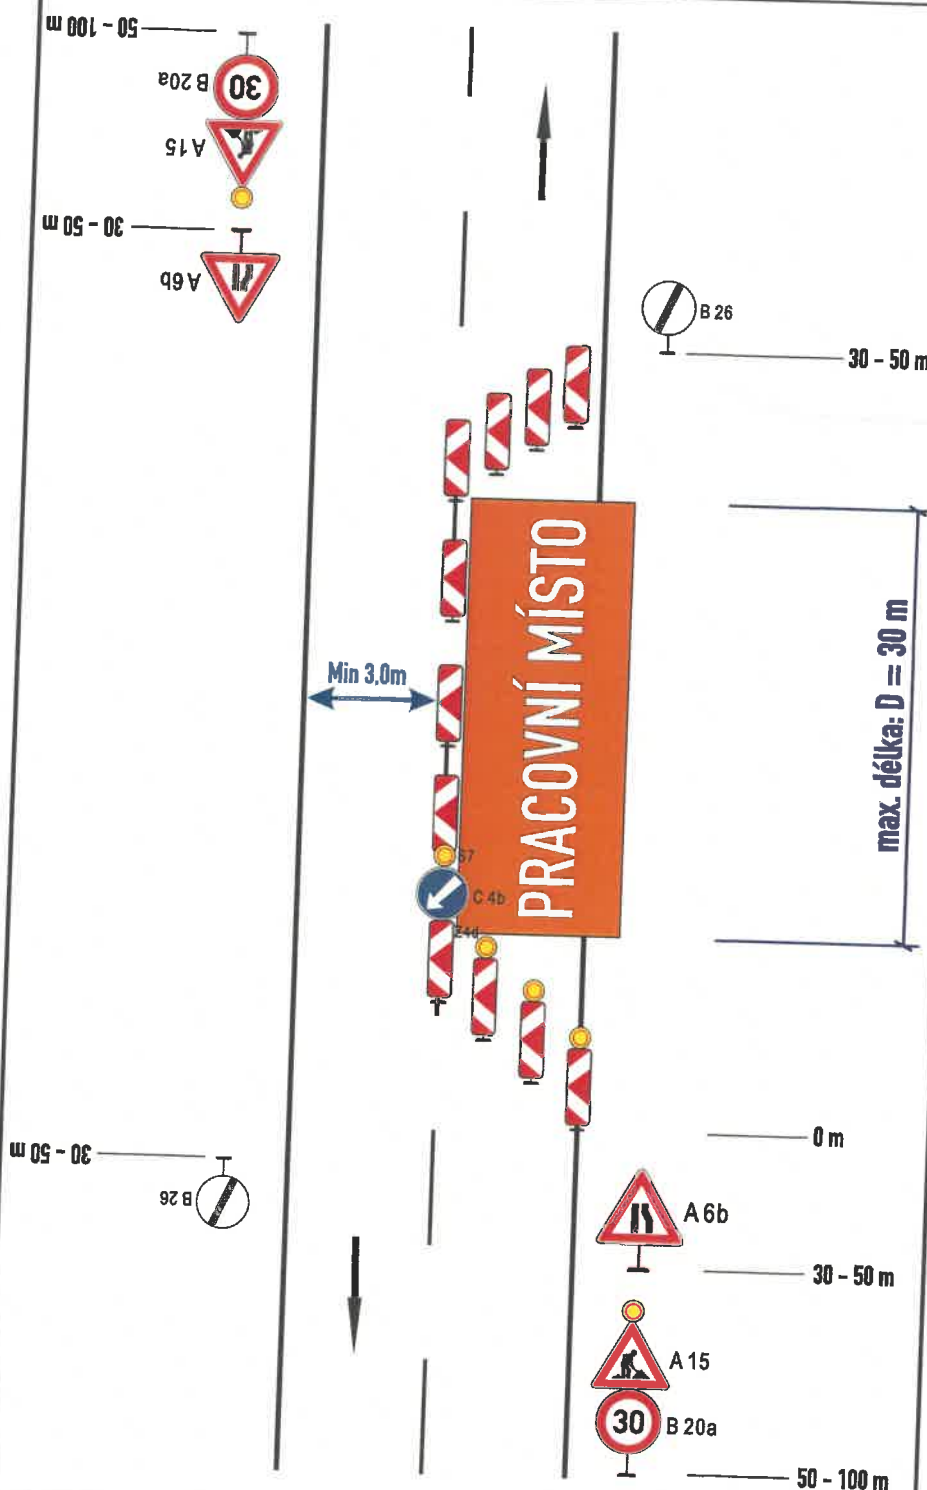 50 - 100 m
B 20a
30
A 15
30 - 50 m
A 6b
B 26
30 - 50 m
PRACOVNÍ MÍSTO
Min 3,0m
max. délka: D = 30 m
S7
C 4b
Z4d
0 m
30 - 50 m
B 26
A 6b
30 - 50 m
A 15
30
B 20a
50 - 100 m